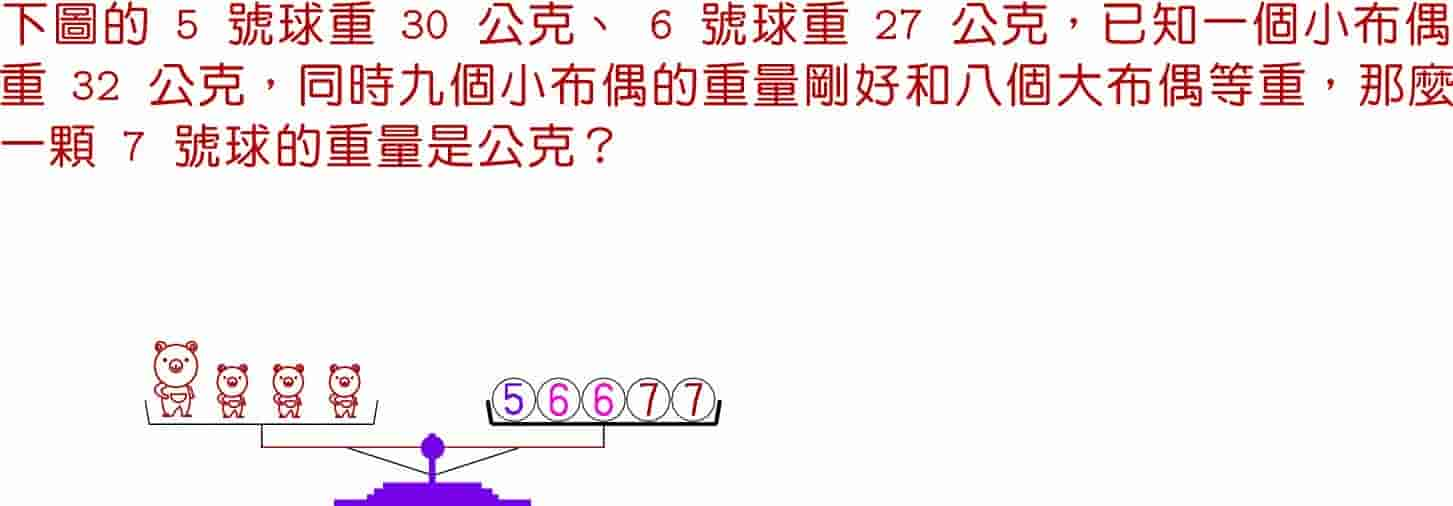 下圖的 5 號球重 30 公克、 6 號球重 27 公克，已知一個小布偶
重 32 公克，同時九個小布偶的重量剛好和八個大布偶等重，那麼
一顆 7 號球的重量是公克？
5 6 6 7 7